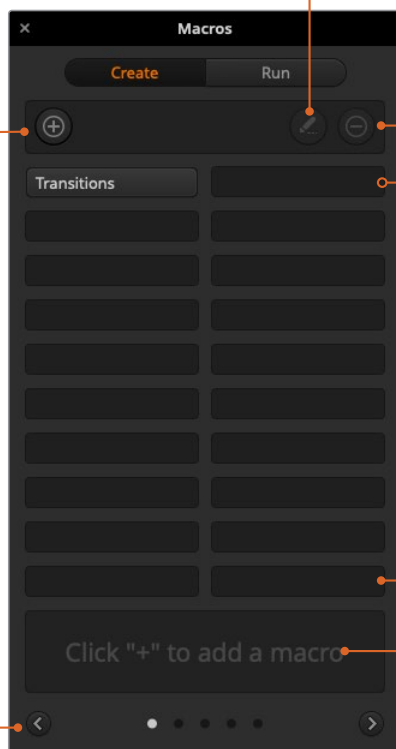 Macros
Create
Run
Transitions
Click "+" to add a macro